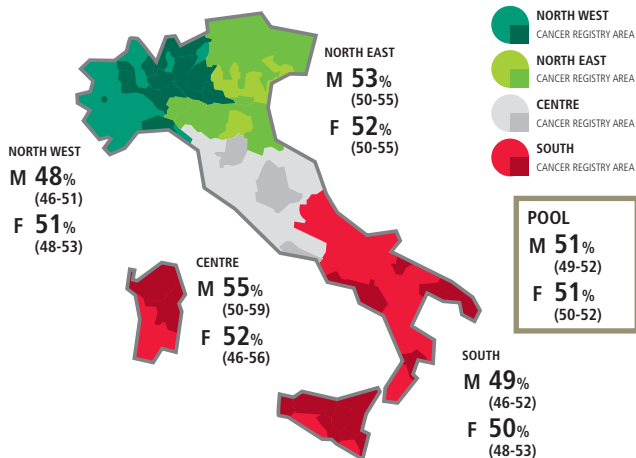 NORTH EAST
M 53%
(50-55)
F 52%
(50-55)
NORTH WEST
M 48%
(46-51)
F 51%
(48-53)
CENTRE
M 55%
(50-59)
F 52%
(46-56)
SOUTH
M 49%
(46-52)
F 50%
(48-53)
NORTH WEST
CANCER REGISTRY AREA
NORTH EAST
CANCER REGISTRY AREA
CENTRE
CANCER REGISTRY AREA
SOUTH
CANCER REGISTRY AREA
POOL
M 51%
(49-52)
F 51%
(50-52)